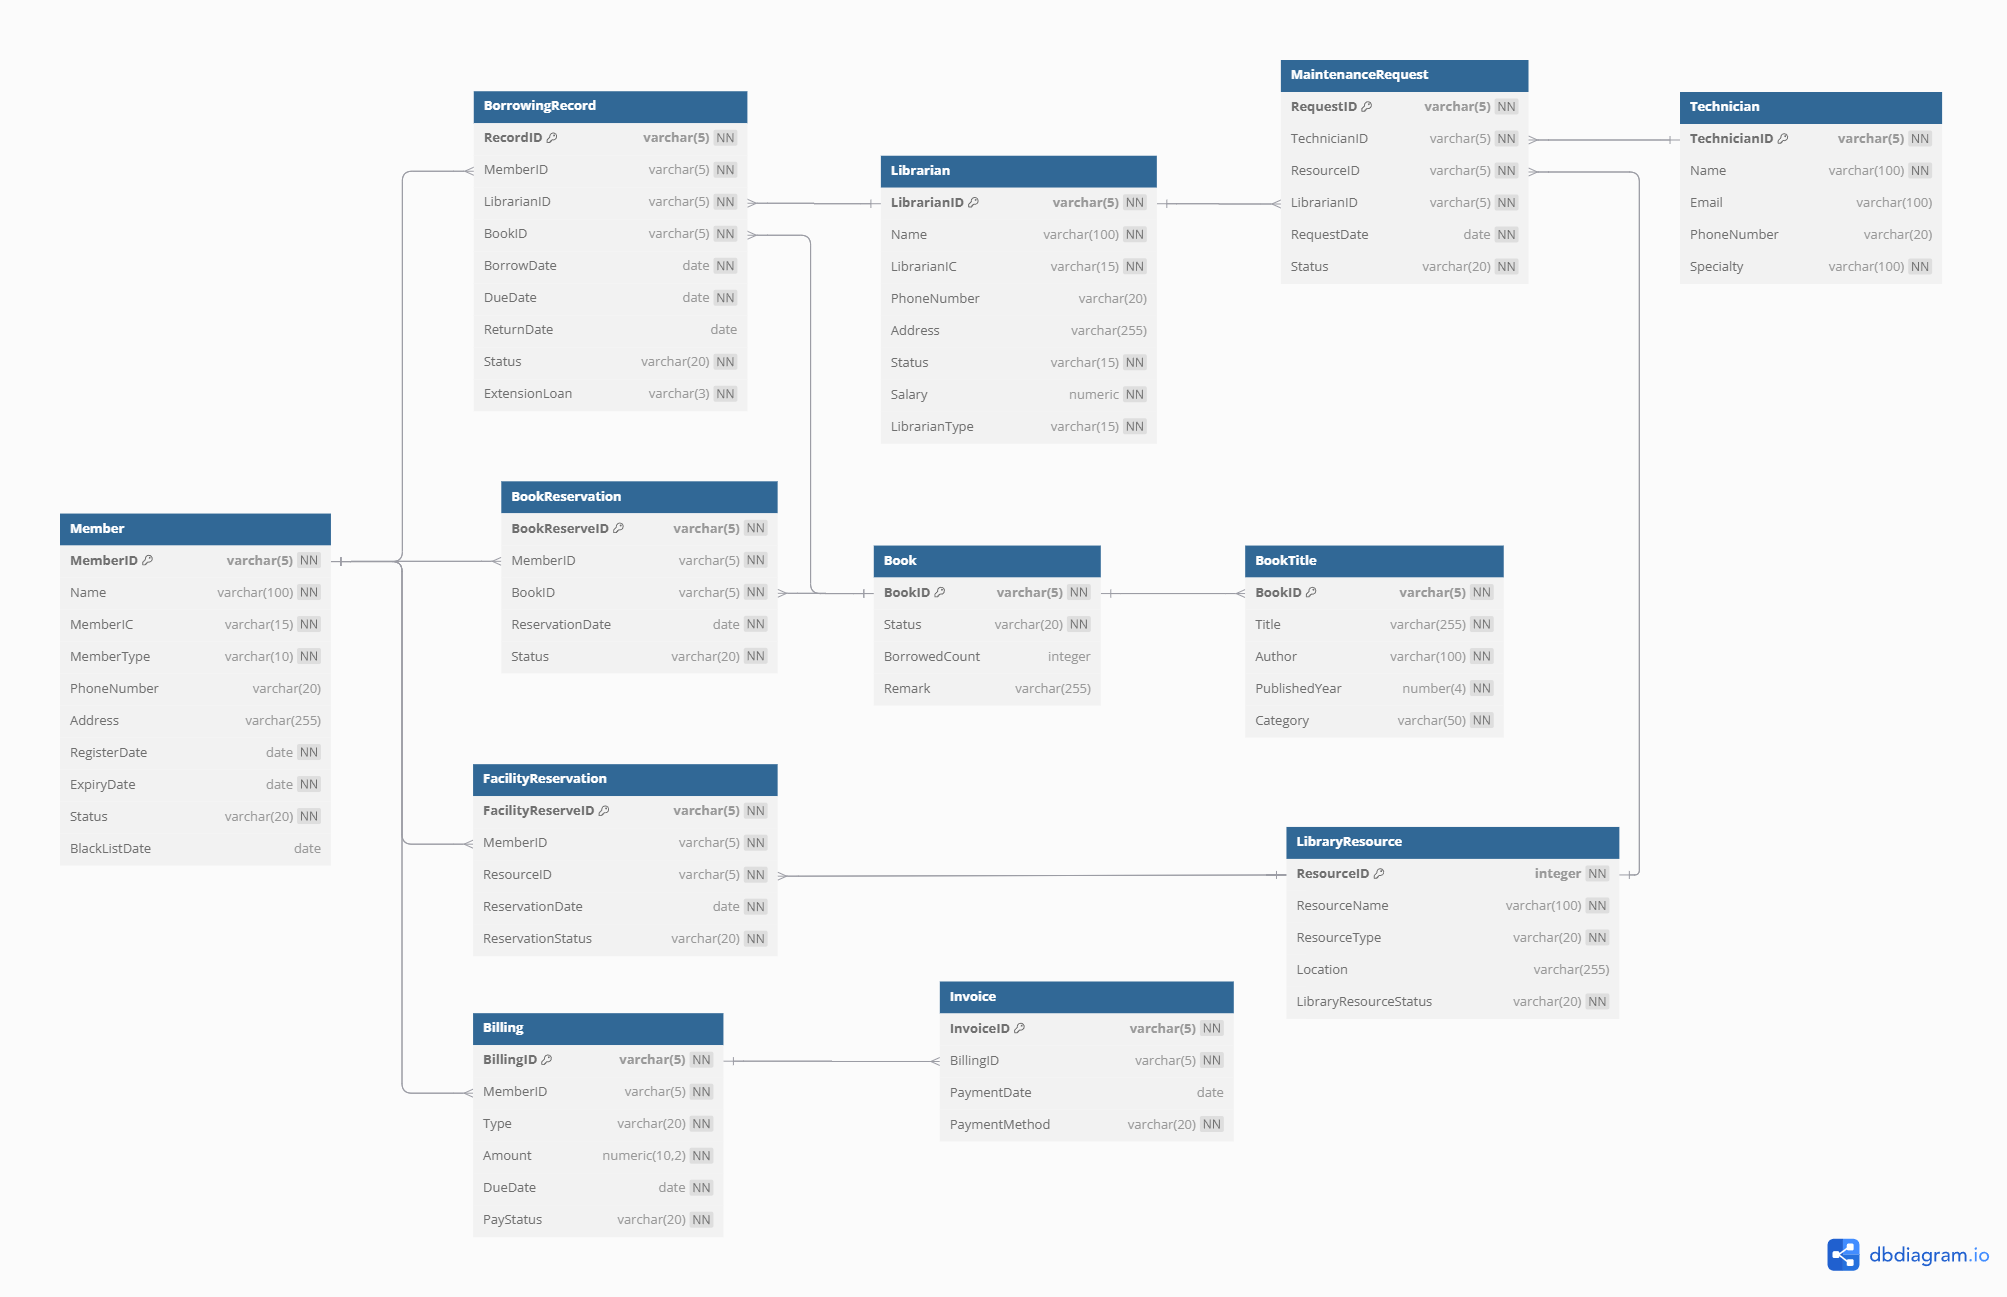 MaintenanceRequest
RequestID varchar(5) NN
TechnicianID varchar(5) NN
ResourceID varchar(5) NN
LibrarianID varchar(5) NN
RequestDate date NN
Status varchar(20) NN
Technician
TechnicianID varchar(5) NN
Name varchar(100) NN
Email varchar(100)
PhoneNumber varchar(20)
Specialty varchar(100) NN
BorrowingRecord
RecordID varchar(5) NN
MemberID varchar(5) NN
LibrarianID varchar(5) NN
BookID varchar(5) NN
BorrowDate date NN
DueDate date NN
ReturnDate date
Status varchar(20) NN
ExtensionLoan varchar(3) NN
Librarian
LibrarianID varchar(5) NN
Name varchar(100) NN
LibrarianIC varchar(15) NN
PhoneNumber varchar(20)
Address varchar(255)
Status varchar(15) NN
Salary numeric NN
LibrarianType varchar(15) NN
BookReservation
BookReserveID varchar(5) NN
MemberID varchar(5) NN
BookID varchar(5) NN
ReservationDate date NN
Status varchar(20) NN
Member
MemberID varchar(5) NN
Name varchar(100) NN
MemberIC varchar(15) NN
MemberType varchar(10) NN
PhoneNumber varchar(20)
Address varchar(255)
RegisterDate date NN
ExpiryDate date NN
Status varchar(20) NN
BlackListDate date
Book
BookID varchar(5) NN
Status varchar(20) NN
BorrowedCount integer
Remark varchar(255)
BookTitle
BookID varchar(5) NN
Title varchar(255) NN
Author varchar(100) NN
PublishedYear number(4) NN
Category varchar(50) NN
FacilityReservation
FacilityReserveID varchar(5) NN
MemberID varchar(5) NN
ResourceID varchar(5) NN
ReservationDate date NN
ReservationStatus varchar(20) NN
LibraryResource
ResourceID integer NN
ResourceName varchar(100) NN
ResourceType varchar(20) NN
Location varchar(255)
LibraryResourceStatus varchar(20) NN
Invoice
InvoiceID varchar(5) NN
BillingID varchar(5) NN
PaymentDate date
PaymentMethod varchar(20) NN
Billing
BillingID varchar(5) NN
MemberID varchar(5) NN
Type varchar(20) NN
Amount numeric(10,2) NN
DueDate date NN
PayStatus varchar(20) NN
dbdiagram.io